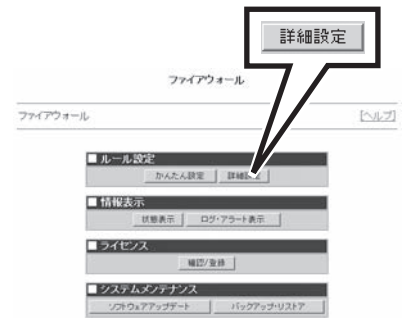 詳細設定
ファイアウォール
ファイアウォール [ヘルプ]
■ルール設定
かんたん設定 詳細設定
■情報表示
状態表示 ログ・アラート表示
■ライセンス
確認/登録
■システムメンテナンス
ソフトウェアアップデート バックアップ・リストア